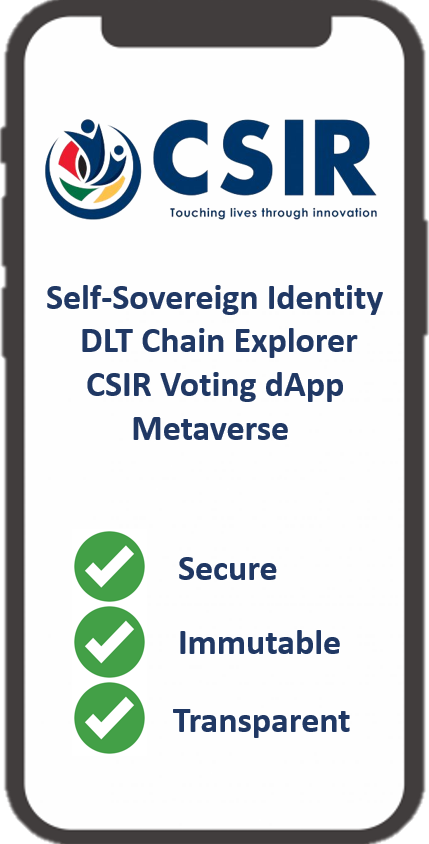 CSIR
Touching lives through innovation
Self-Sovereign Identity
DLT Chain Explorer
CSIR Voting dApp
Metaverse
Secure
Immutable
Transparent